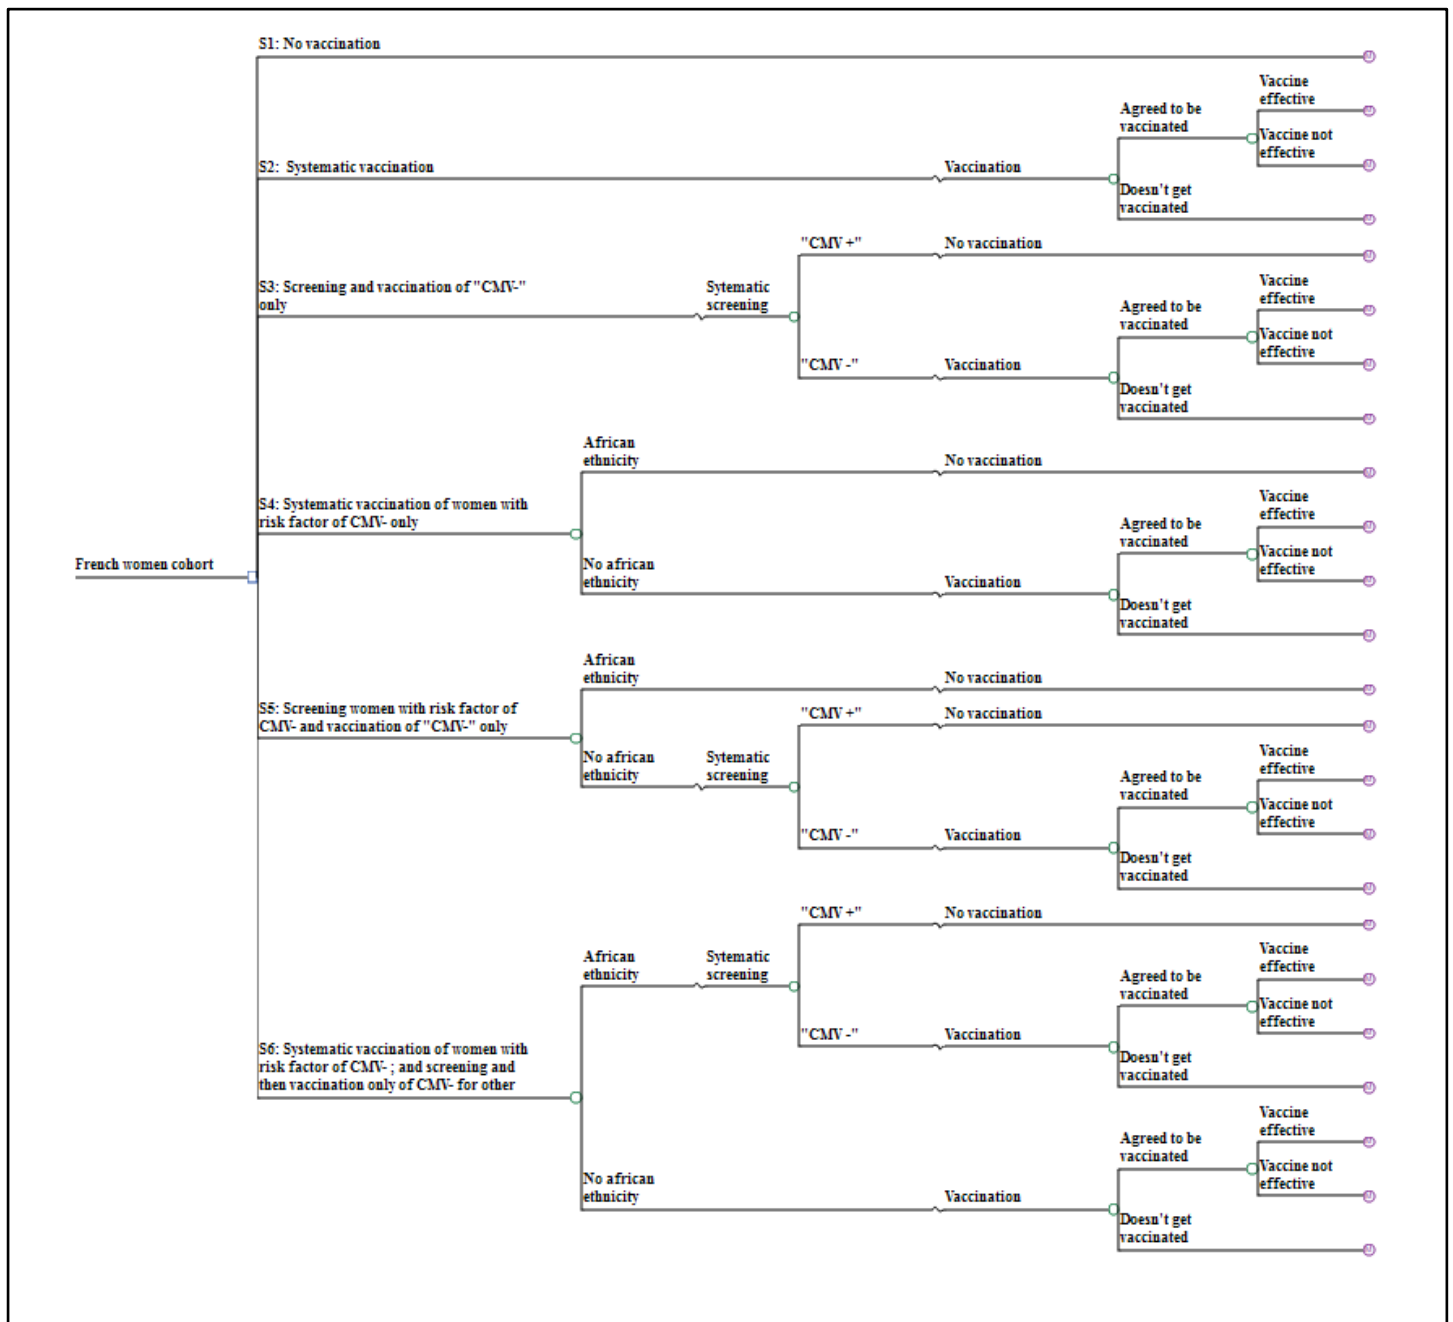 S1: No vaccination
Vaccine
effective
Agreed to be
vaccinated
Vaccine not
effective
S2:  Systematic vaccination
Vaccination
Doesn't get
vaccinated
"CMV +"
No vaccination
S3: Screening and vaccination of "CMV-"
only
Sytematic
screening
Vaccine
effective
Agreed to be
vaccinated
Vaccine not
effective
"CMV -"
Vaccination
Doesn't get
vaccinated
African
ethnicity
No vaccination
S4: Systematic vaccination of women with
risk factor of CMV- only
Vaccine
effective
Agreed to be
vaccinated
Vaccine not
effective
French women cohort
No african
ethnicity
Vaccination
Doesn't get
vaccinated
African
ethnicity
No vaccination
S5: Screening women with risk factor of
CMV- and vaccination of "CMV-" only
"CMV +"
No vaccination
No african
ethnicity
Sytematic
screening
Vaccine
effective
Agreed to be
vaccinated
Vaccine not
effective
"CMV -"
Vaccination
Doesn't get
vaccinated
"CMV +"
No vaccination
African
ethnicity
Sytematic
screening
Vaccine
effective
Agreed to be
vaccinated
Vaccine not
effective
"CMV -"
Vaccination
Doesn't get
vaccinated
S6: Systematic vaccination of women with
risk factor of CMV- ; and screening and
then vaccination only of CMV- for other
Vaccine
effective
Agreed to be
vaccinated
Vaccine not
effective
No african
ethnicity
Vaccination
Doesn't get
vaccinated